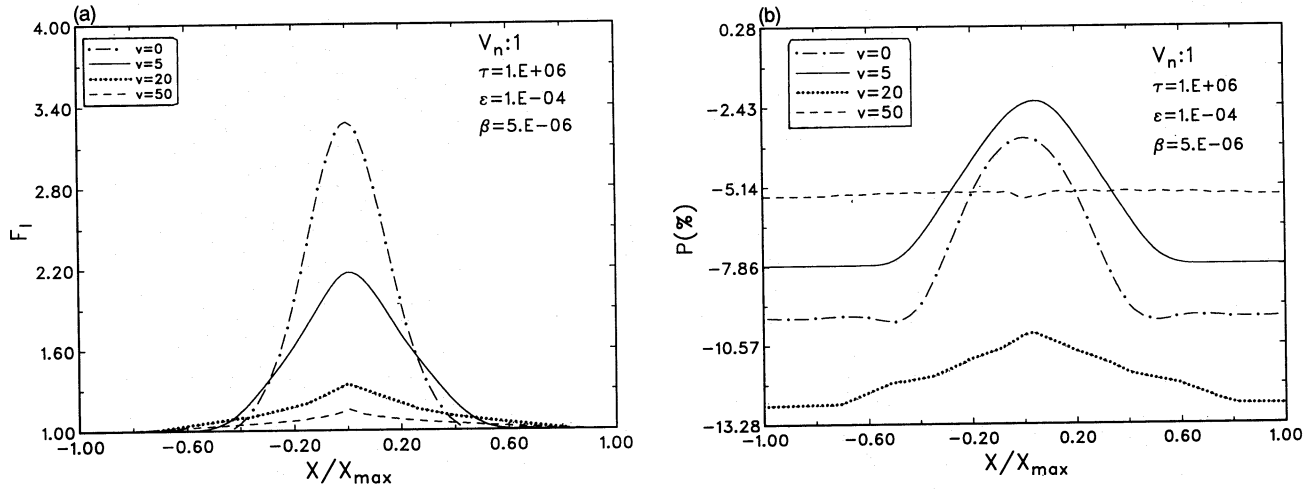 (a)
4.00
3.40
2.80
2.20
1.60
1.00
F_I
v=0
v=5
v=20
v=50
V_n:1
τ=1.E+06
ε=1.E-04
β=5.E-06
-1.00
-0.60
-0.20
0.20
0.60
1.00
X/X_max
(b)
0.28
-2.43
-5.14
-7.86
-10.57
-13.28
P(%)
v=0
v=5
v=20
v=50
V_n:1
τ=1.E+06
ε=1.E-04
β=5.E-06
-1.00
-0.60
-0.20
0.20
0.60
1.00
X/X_max